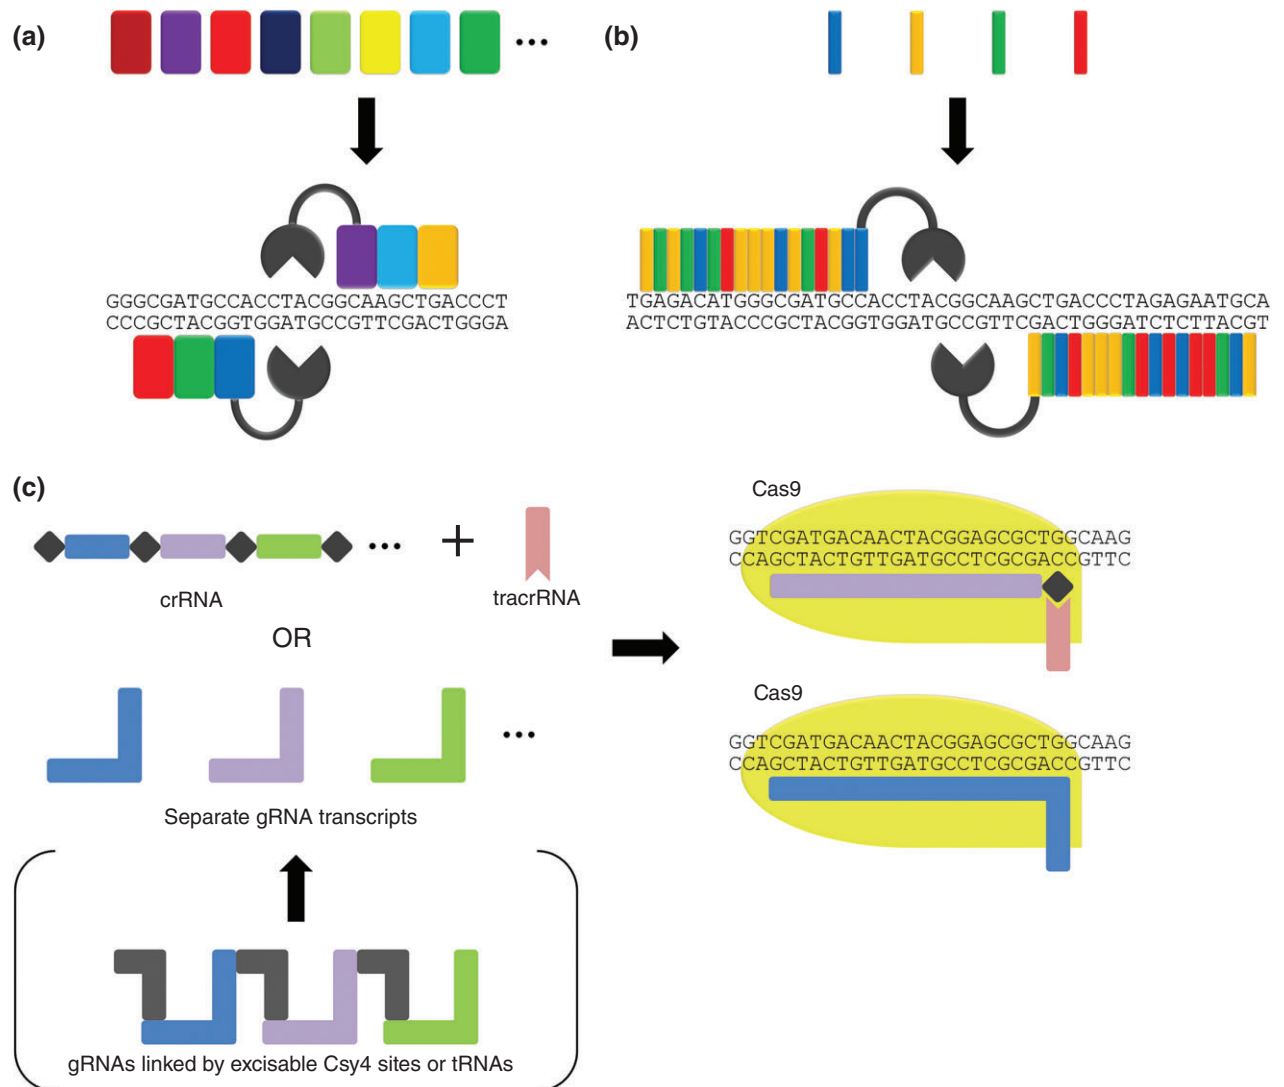 (a)
(b)
GGGCGATGCCACCTACGGCAAGCTGACCCT
CCCGCTACGGTGGATGCCGTTCGACTGGGA
TGAGACATGGGCGATGCCACCTACGGCAAGCTGACCCTAGAGAATGCA
ACTCTGTACCCGCTACGGTGGATGCCGTTCGACTGGGATCTCTTACGT
(c)
crRNA
+
tracrRNA
OR
Separate gRNA transcripts
gRNAs linked by excisable Csy4 sites or tRNAs
Cas9
GGTCGATGACAACTACGGAGCGCTGGCAAG
CCAGCTACTGTTGATGCCTCGCGACCGTTC
Cas9
GGTCGATGACAACTACGGAGCGCTGGCAAG
CCAGCTACTGTTGATGCCTCGCGACCGTTC